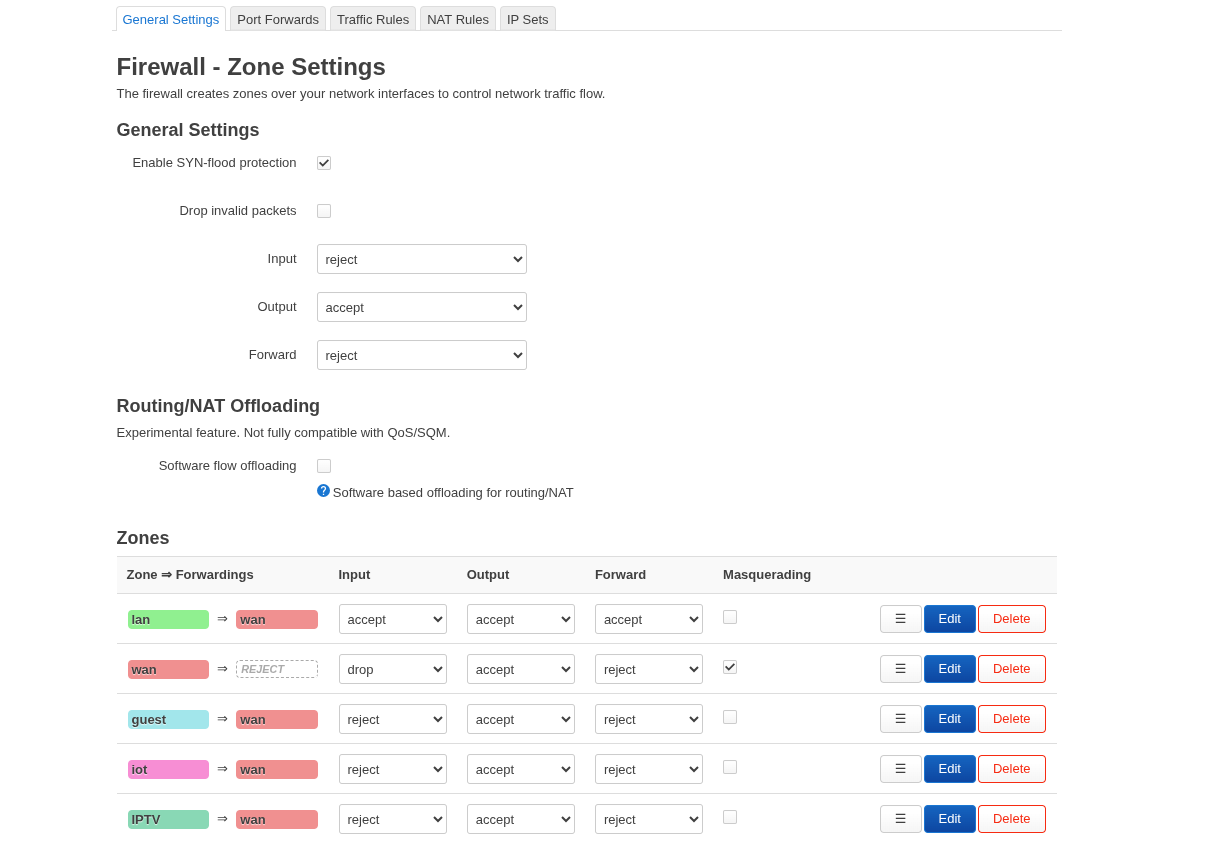 General Settings Port Forwards Traffic Rules NAT Rules IP Sets
Firewall - Zone Settings
The firewall creates zones over your network interfaces to control network traffic flow.
General Settings
Enable SYN-flood protection
Drop invalid packets
Input reject
Output accept
Forward reject
Routing/NAT Offloading
Experimental feature. Not fully compatible with QoS/SQM.
Software flow offloading
? Software based offloading for routing/NAT
Zones
Zone ⇒ Forwardings Input Output Forward Masquerading
lan ⇒ wan accept accept accept ☰ Edit Delete
wan ⇒ REJECT drop accept reject ☰ Edit Delete
guest ⇒ wan reject accept reject ☰ Edit Delete
iot ⇒ wan reject accept reject ☰ Edit Delete
IPTV ⇒ wan reject accept reject ☰ Edit Delete